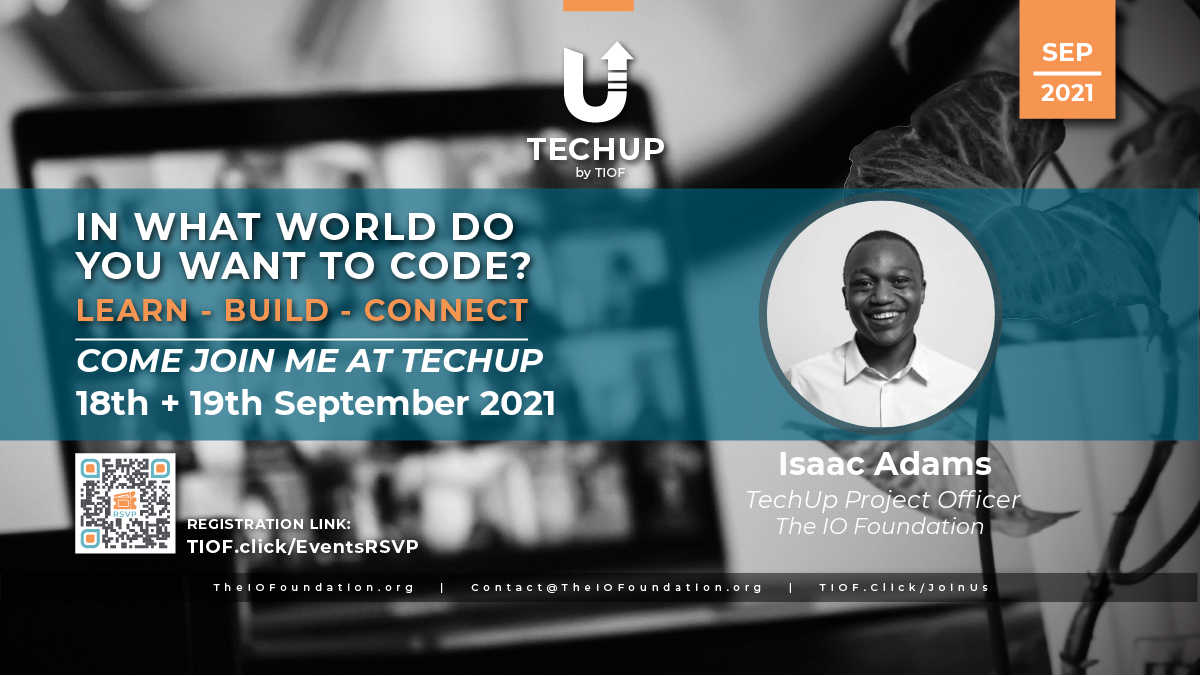 SEP
2021
TECHUP
by TIOF
IN WHAT WORLD DO
YOU WANT TO CODE?
LEARN - BUILD - CONNECT
COME JOIN ME AT TECHUP
18th + 19th September 2021
Isaac Adams
TechUp Project Officer
The IO Foundation
RSVP
REGISTRATION LINK:
TIOF.click/EventsRSVP
TheIOFoundation.org | Contact@TheIOFoundation.org | TIOF.Click/JoinUs